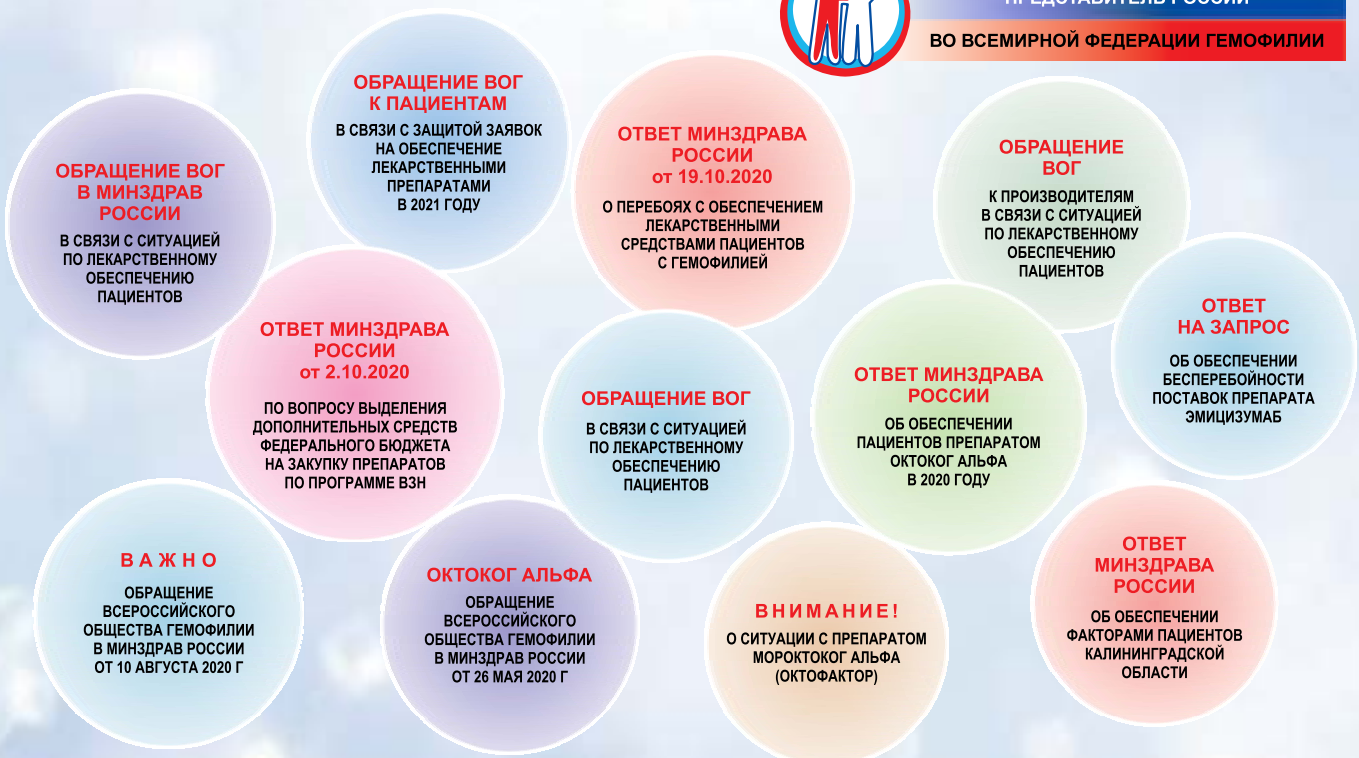 ПРЕДСТАВИТЕЛЬ РОССИИ
ВО ВСЕМИРНОЙ ФЕДЕРАЦИИ ГЕМОФИЛИИ
ОБРАЩЕНИЕ ВОГ
В МИНЗДРАВ
РОССИИ
В СВЯЗИ С СИТУАЦИЕЙ
ПО ЛЕКАРСТВЕННОМУ
ОБЕСПЕЧЕНИЮ
ПАЦИЕНТОВ
ОБРАЩЕНИЕ ВОГ
К ПАЦИЕНТАМ
В СВЯЗИ С ЗАЩИТОЙ ЗАЯВОК
НА ОБЕСПЕЧЕНИЕ
ЛЕКАРСТВЕННЫМИ
ПРЕПАРАТАМИ
В 2021 ГОДУ
ОТВЕТ МИНЗДРАВА
РОССИИ
от 19.10.2020
О ПЕРЕБОЯХ С ОБЕСПЕЧЕНИЕМ
ЛЕКАРСТВЕННЫМИ
СРЕДСТВАМИ ПАЦИЕНТОВ
С ГЕМОФИЛИЕЙ
ОБРАЩЕНИЕ
ВОГ
К ПРОИЗВОДИТЕЛЯМ
В СВЯЗИ С СИТУАЦИЕЙ
ПО ЛЕКАРСТВЕННОМУ
ОБЕСПЕЧЕНИЮ
ПАЦИЕНТОВ
ОТВЕТ
НА ЗАПРОС
ОБ ОБЕСПЕЧЕНИИ
БЕСПЕРЕБОЙНОСТИ
ПОСТАВОК ПРЕПАРАТА
ЭМИЦИЗУМАБ
ОТВЕТ МИНЗДРАВА
РОССИИ
от 2.10.2020
ПО ВОПРОСУ ВЫДЕЛЕНИЯ
ДОПОЛНИТЕЛЬНЫХ СРЕДСТВ
ФЕДЕРАЛЬНОГО БЮДЖЕТА
НА ЗАКУПКУ ПРЕПАРАТОВ
ПО ПРОГРАММЕ ВЗН
ОБРАЩЕНИЕ ВОГ
В СВЯЗИ С СИТУАЦИЕЙ
ПО ЛЕКАРСТВЕННОМУ
ОБЕСПЕЧЕНИЮ
ПАЦИЕНТОВ
ОТВЕТ МИНЗДРАВА
РОССИИ
ОБ ОБЕСПЕЧЕНИИ
ПАЦИЕНТОВ ПРЕПАРАТОМ
ОКТОКОГ АЛЬФА
В 2020 ГОДУ
В А Ж Н О
ОБРАЩЕНИЕ
ВСЕРОССИЙСКОГО
ОБЩЕСТВА ГЕМОФИЛИИ
В МИНЗДРАВ РОССИИ
ОТ 10 АВГУСТА 2020 Г
ОКТОКОГ АЛЬФА
ОБРАЩЕНИЕ
ВСЕРОССИЙСКОГО
ОБЩЕСТВА ГЕМОФИЛИИ
В МИНЗДРАВ РОССИИ
ОТ 26 МАЯ 2020 Г
ВНИМАНИЕ!
О СИТУАЦИИ С ПРЕПАРАТОМ
МОРОКТОКОГ АЛЬФА
(ОКТОФАКТОР)
ОТВЕТ
МИНЗДРАВА
РОССИИ
ОБ ОБЕСПЕЧЕНИИ
ФАКТОРАМИ ПАЦИЕНТОВ
КАЛИНИНГРАДСКОЙ
ОБЛАСТИ